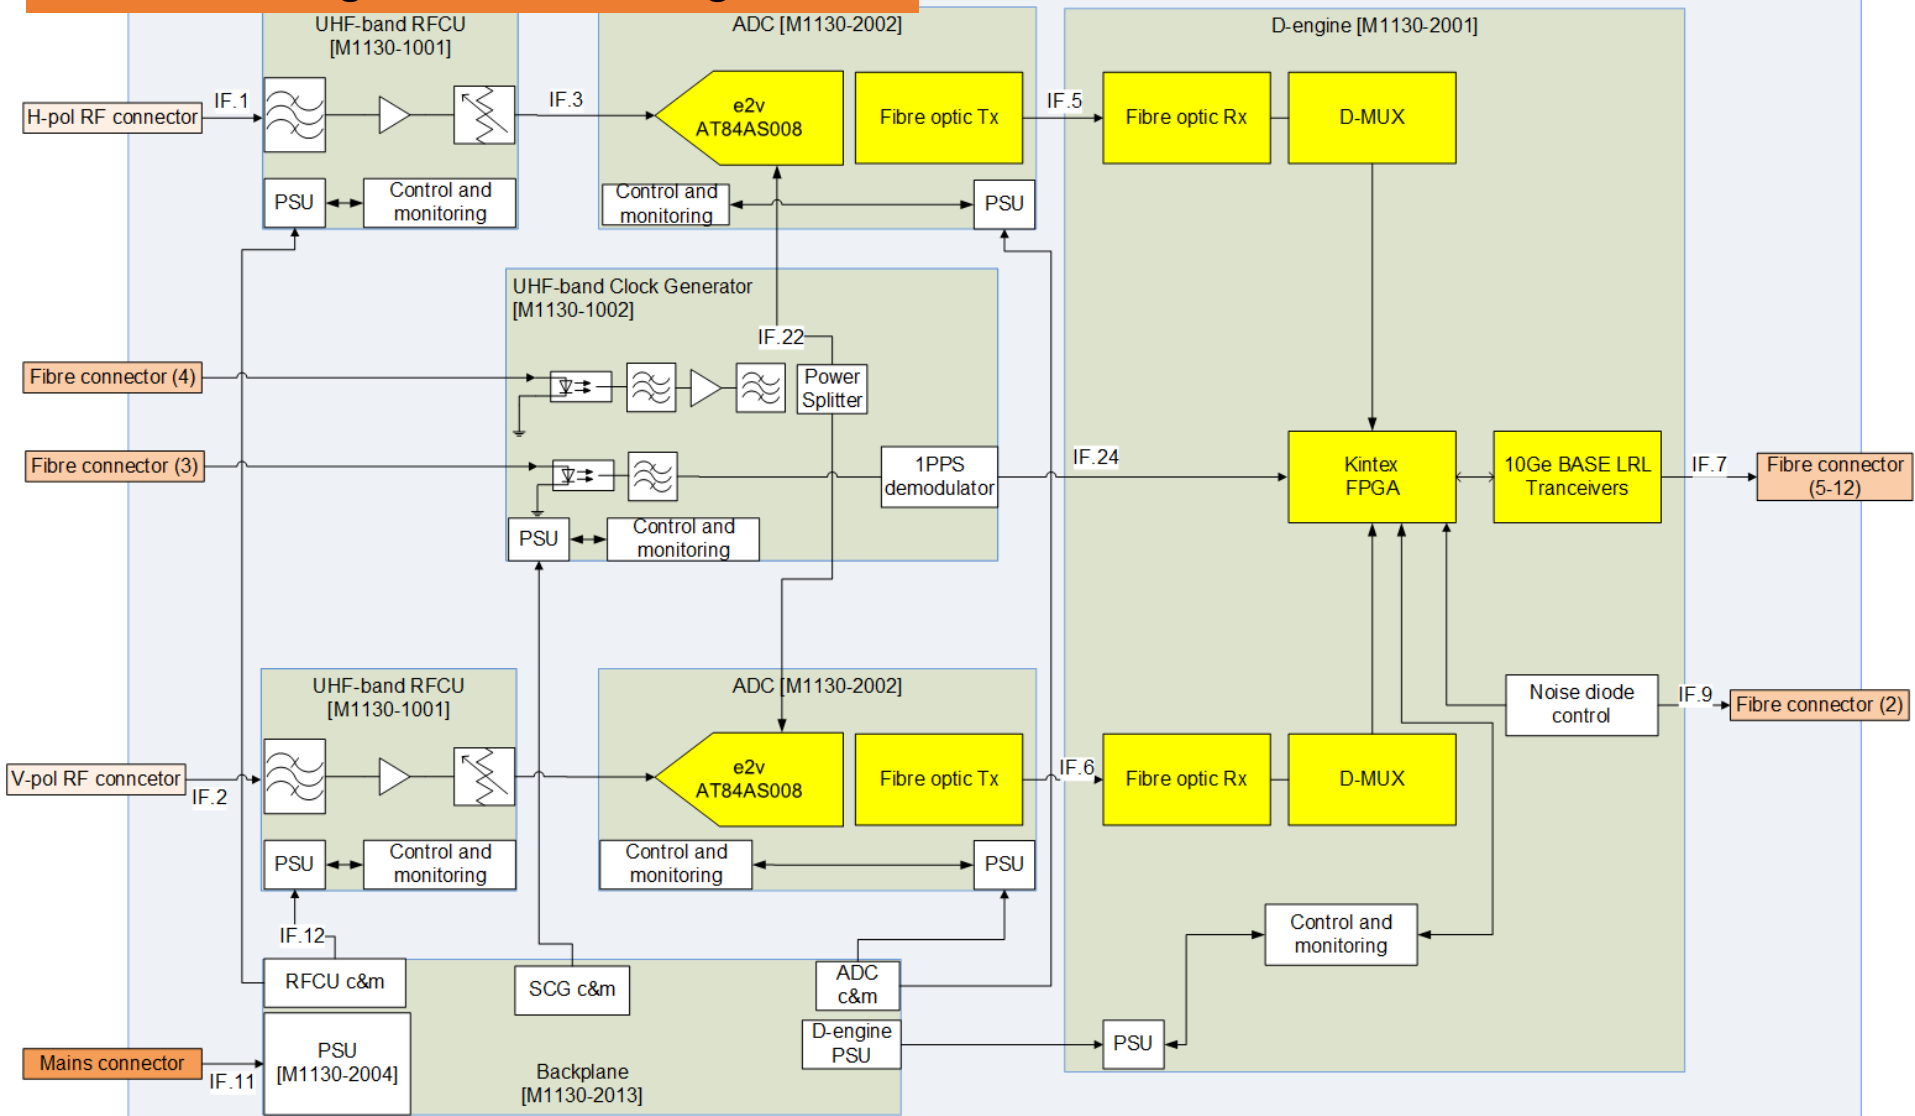 UHF-band RFCU
[M1130-1001]
ADC [M1130-2002]
D-engine [M1130-2001]
H-pol RF connector
IF.1
IF.3
e2v
AT84AS008
Fibre optic Tx
IF.5
Fibre optic Rx
D-MUX
PSU
Control and
monitoring
Control and
monitoring
PSU
UHF-band Clock Generator
[M1130-1002]
IF.22
Fibre connector (4)
Power
Splitter
Fibre connector (3)
1PPS
demodulator
IF.24
Kintex
FPGA
10Ge BASE LRL
Tranceivers
IF.7
Fibre connector
(5-12)
PSU
Control and
monitoring
UHF-band RFCU
[M1130-1001]
ADC [M1130-2002]
Noise diode
control
IF.9
Fibre connector (2)
V-pol RF conncetor
IF.2
e2v
AT84AS008
Fibre optic Tx
IF.6
Fibre optic Rx
D-MUX
PSU
Control and
monitoring
Control and
monitoring
PSU
IF.12
Control and
monitoring
RFCU c&m
SCG c&m
ADC
c&m
D-engine
PSU
PSU
Mains connector
IF.11
PSU
[M1130-2004]
Backplane
[M1130-2013]